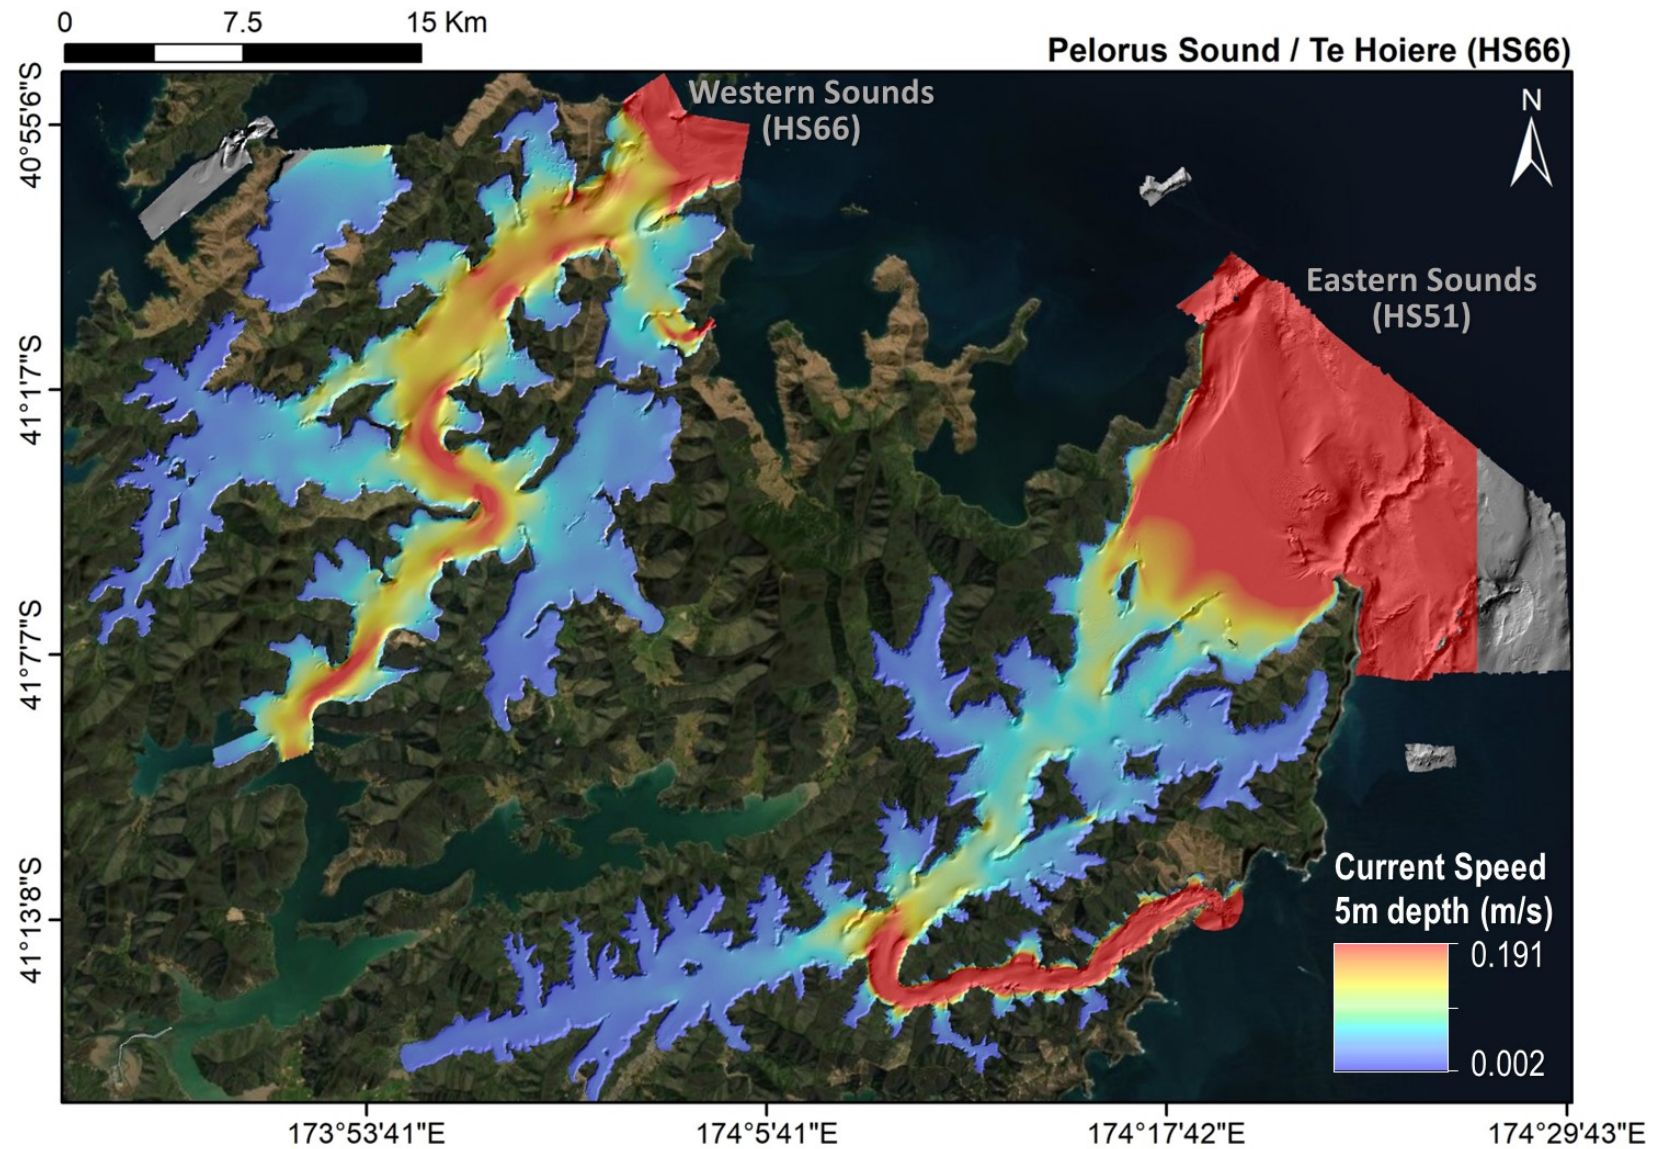 0 7.5 15 Km
Pelorus Sound / Te Hoiere (HS66)
40°55'6"S
41°1'7"S
41°7'7"S
41°13'8"S
Western Sounds
(HS66)
N
Eastern Sounds
(HS51)
Current Speed
5m depth (m/s)
0.191
0.002
173°53'41"E 174°5'41"E 174°17'42"E 174°29'43"E